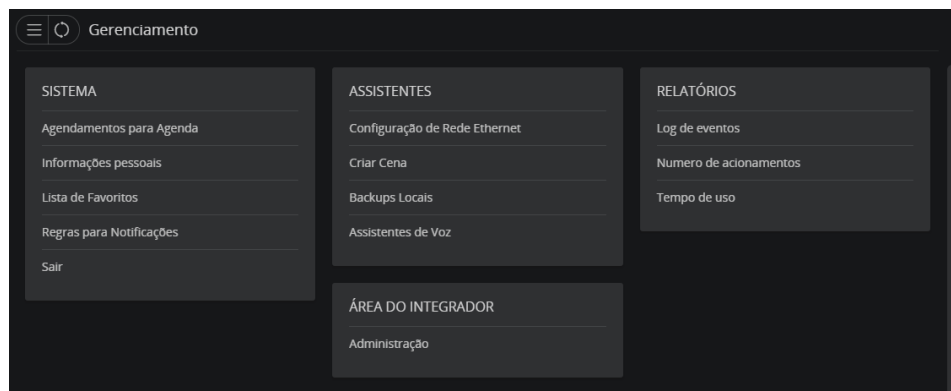 Gerenciamento
SISTEMA
Agendamentos para Agenda
Informações pessoais
Lista de Favoritos
Regras para Notificações
Sair
ASSISTENTES
Configuração de Rede Ethernet
Criar Cena
Backups Locais
Assistentes de Voz
ÁREA DO INTEGRADOR
Administração
RELATÓRIOS
Log de eventos
Numero de acionamentos
Tempo de uso